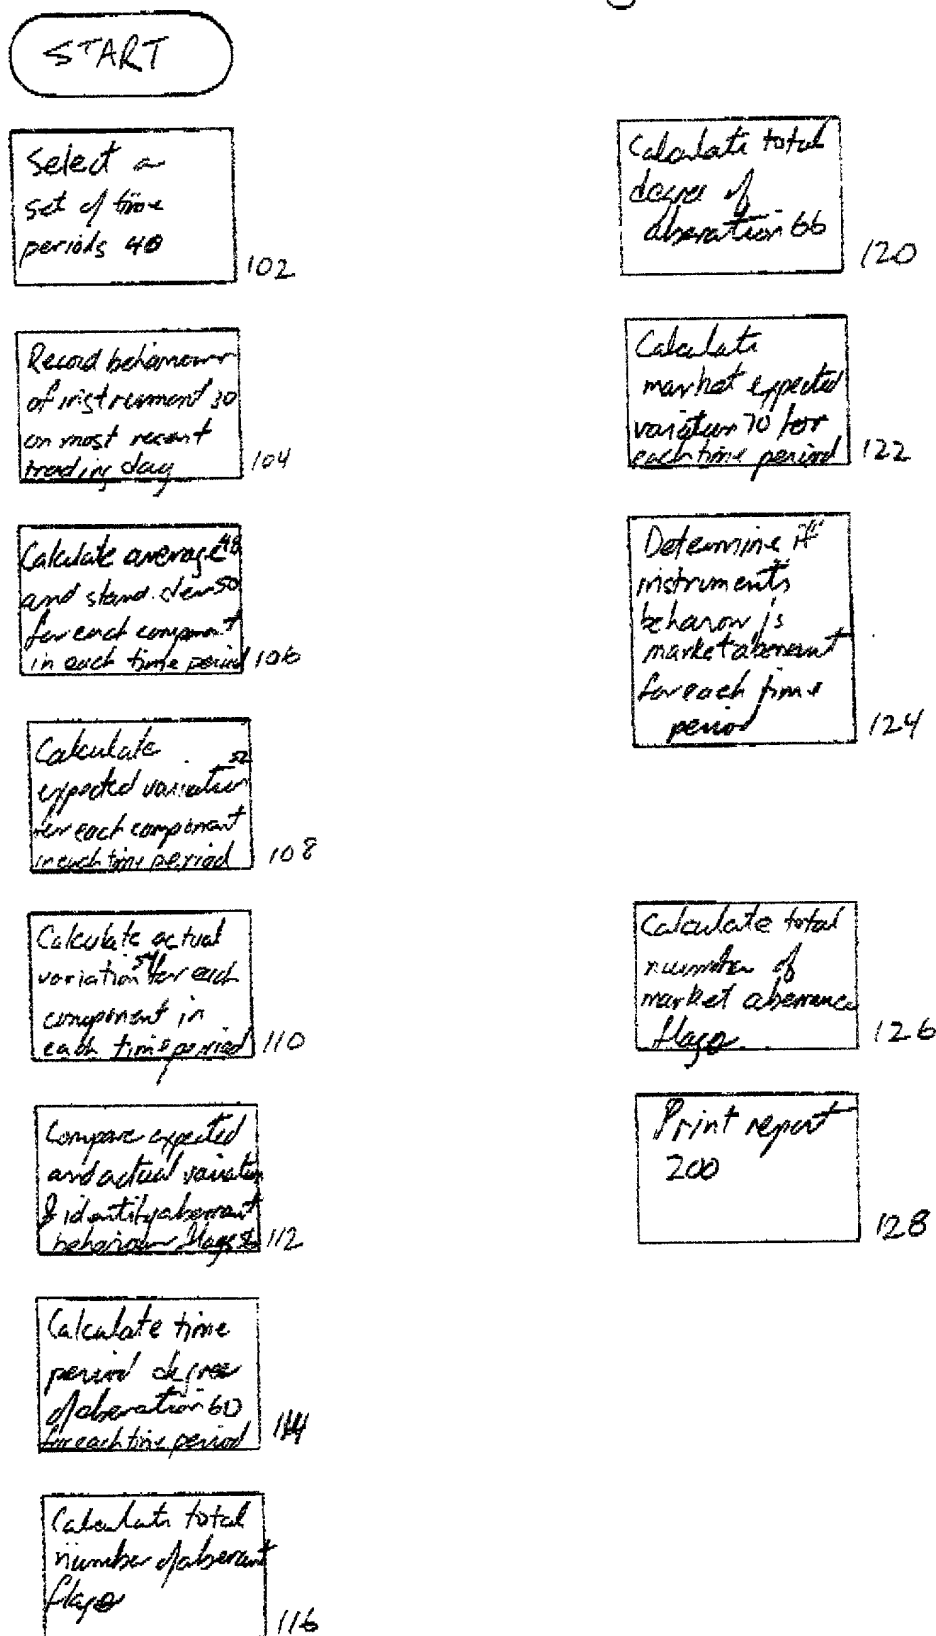 START
Select a
set of time
periods 40
102
Record behaviour
of instrument 30
on most recent
trading day
104
Calculate average 48
and stand. dev 50
for each component
in each time period
106
Calculate
expected variation 52
for each component
in each time period
108
Calculate actual
variation 54 for each
component in
each time period
110
Compare expected
and actual variation
& identify aberrant
behaviour flags
112
Calculate time
period degree
of aberation 60
for each time period
114
Calculate total
number of aberant
flags
116
Calculate total
degree of
aberation 66
120
Calculate
market expected
variation 70 for
each time period
122
Determine if
instruments
behavour is
market aberrant
for each time
period
124
Calculate total
number of
market aberrance
flags
126
Print report
200
128